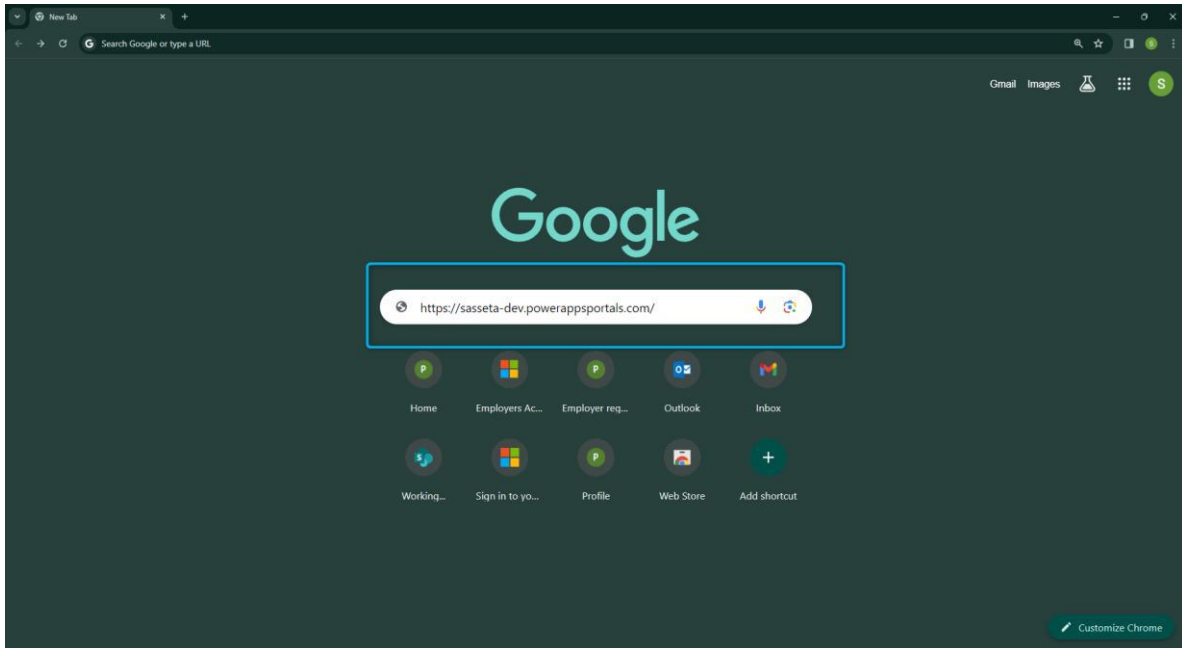 New Tab
Search Google or type a URL
Gmail Images
S
Google
https://sasseta-dev.powerappsportals.com/
Home Employers Ac... Employer reg... Outlook Inbox
Working... Sign in to yo... Profile Web Store Add shortcut
Customize Chrome